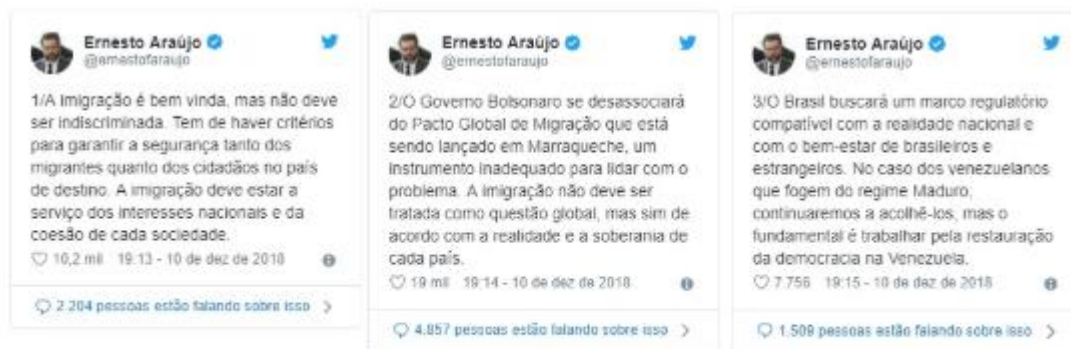 Ernesto Araújo
@ernestofaraujo
1/A Imigração é bem vinda, mas não deve
ser indiscriminada. Tem de haver critérios
para garantir a segurança tanto dos
migrantes quanto dos cidadãos no país
de destino. A imigração deve estar a
serviço dos interesses nacionais e da
coesão de cada sociedade.
10,2 mil 19:13 - 10 de dez de 2018
2.204 pessoas estão falando sobre isso
Ernesto Araújo
@ernestofaraujo
2/O Governo Bolsonaro se desassociará
do Pacto Global de Migração que está
sendo lançado em Marraqueche, um
instrumento inadequado para lidar com o
problema. A imigração não deve ser
tratada como questão global, mas sim de
acordo com a realidade e a soberania de
cada país.
19 mil 19:14 - 10 de dez de 2018
4.857 pessoas estão falando sobre isso
Ernesto Araújo
@ernestofaraujo
3/O Brasil buscará um marco regulatório
compatível com a realidade nacional e
com o bem-estar de brasileiros e
estrangeiros. No caso dos venezuelanos
que fogem do regime Maduro,
continuaremos a acolhê-los, mas o
fundamental é trabalhar pela restauração
da democracia na Venezuela.
7.756 19:15 - 10 de dez de 2018
1.509 pessoas estão falando sobre isso